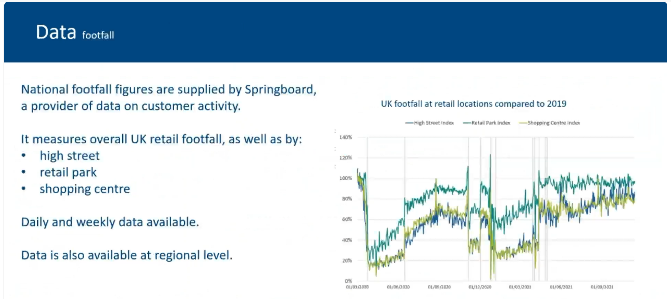 Data footfall
National footfall figures are supplied by Springboard,
a provider of data on customer activity.
It measures overall UK retail footfall, as well as by:
• high street
• retail park
• shopping centre
Daily and weekly data available.
Data is also available at regional level.
UK footfall at retail locations compared to 2019
High Street Index Retail Park Index Shopping Centre Index
140%
120%
100%
80%
60%
40%
20%
0%